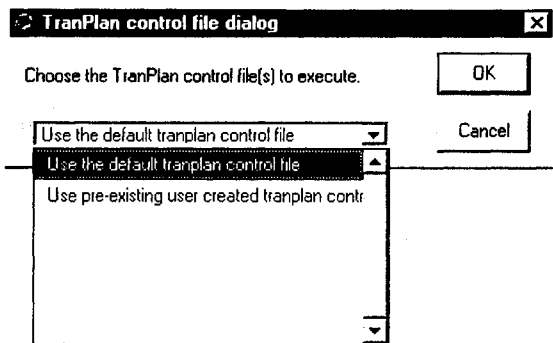 TranPlan control file dialog
Choose the TranPlan control file(s) to execute.
OK
Use the default tranplan control file
Cancel
Use the default tranplan control file
Use pre-existing user created tranplan contr